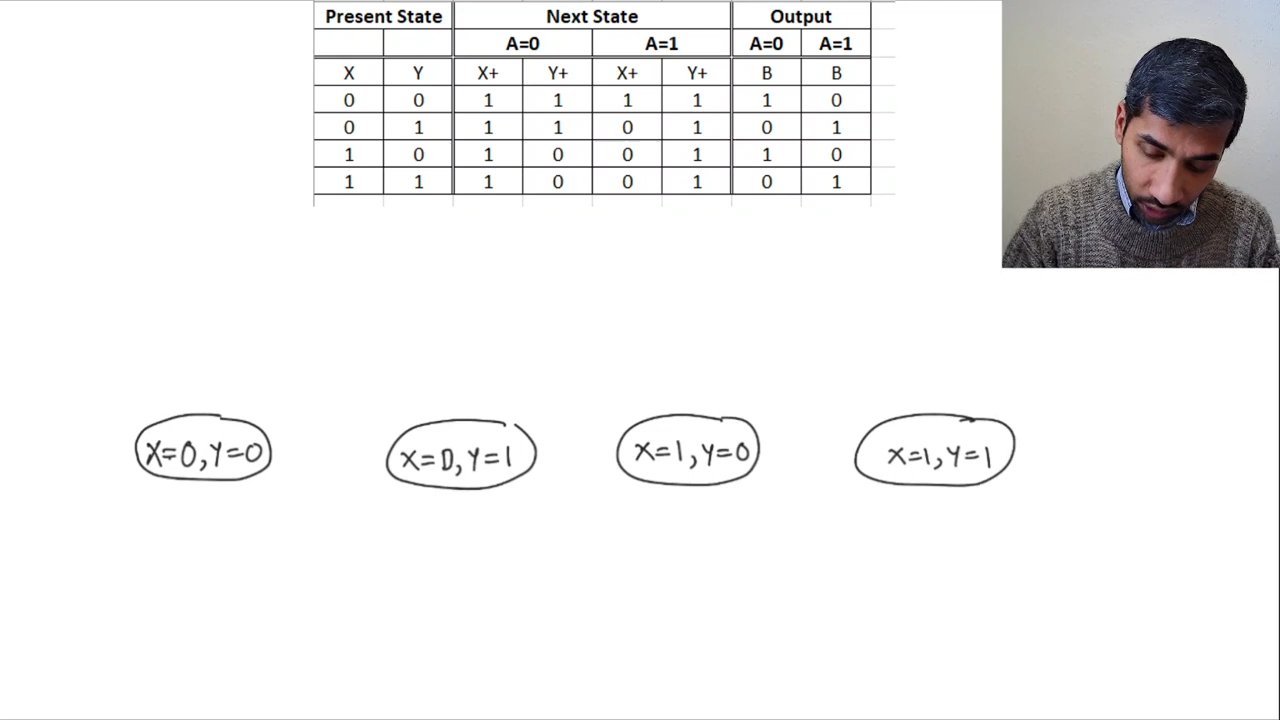 Present State Next State Output
A=0 A=1 A=0 A=1
X Y X+ Y+ X+ Y+ B B
0 0 1 1 1 1 1 0
0 1 1 1 0 1 0 1
1 0 1 0 0 1 1 0
1 1 1 0 0 1 0 1
X=0,Y=0 X=0,Y=1 X=1,Y=0 X=1,Y=1